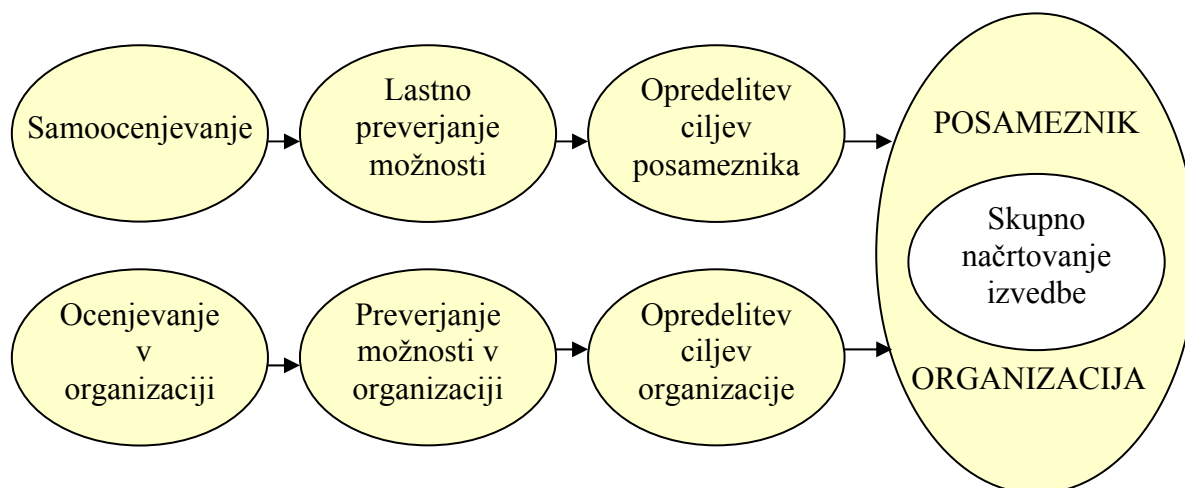 Samoocenjevanje
Lastno
preverjanje
možnosti
Opredelitev
ciljev
posameznika
POSAMEZNIK
Skupno
načrtovanje
izvedbe
ORGANIZACIJA
Ocenjevanje
v
organizaciji
Preverjanje
možnosti v
organizaciji
Opredelitev
ciljev
organizacije